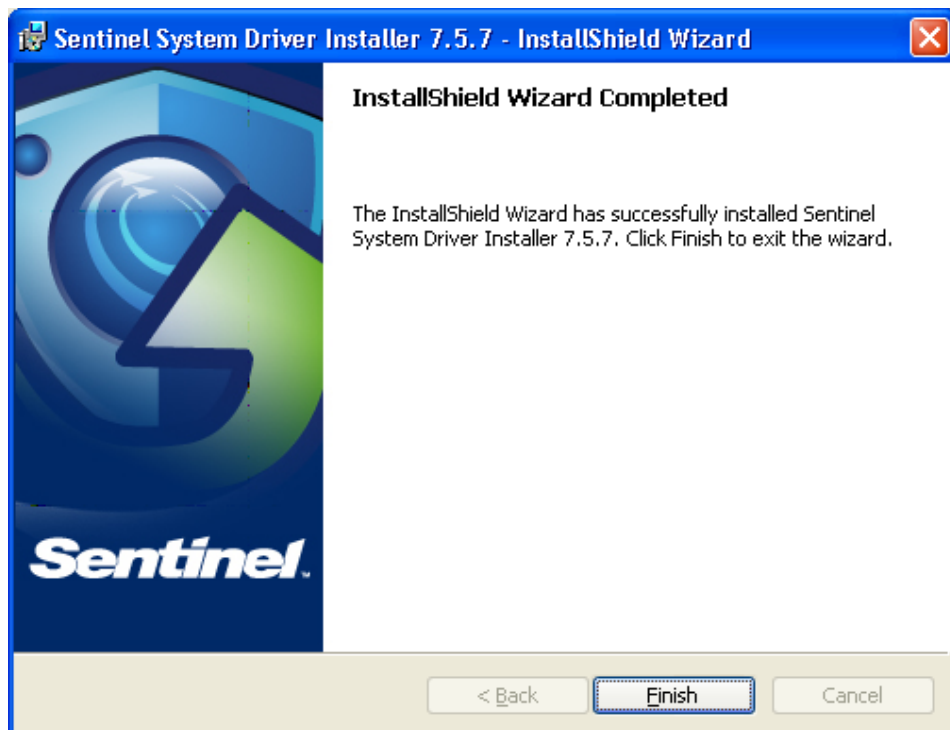 Sentinel System Driver Installer 7.5.7 - InstallShield Wizard
InstallShield Wizard Completed
The InstallShield Wizard has successfully installed Sentinel
System Driver Installer 7.5.7. Click Finish to exit the wizard.
Sentinel™
< Back Finish Cancel